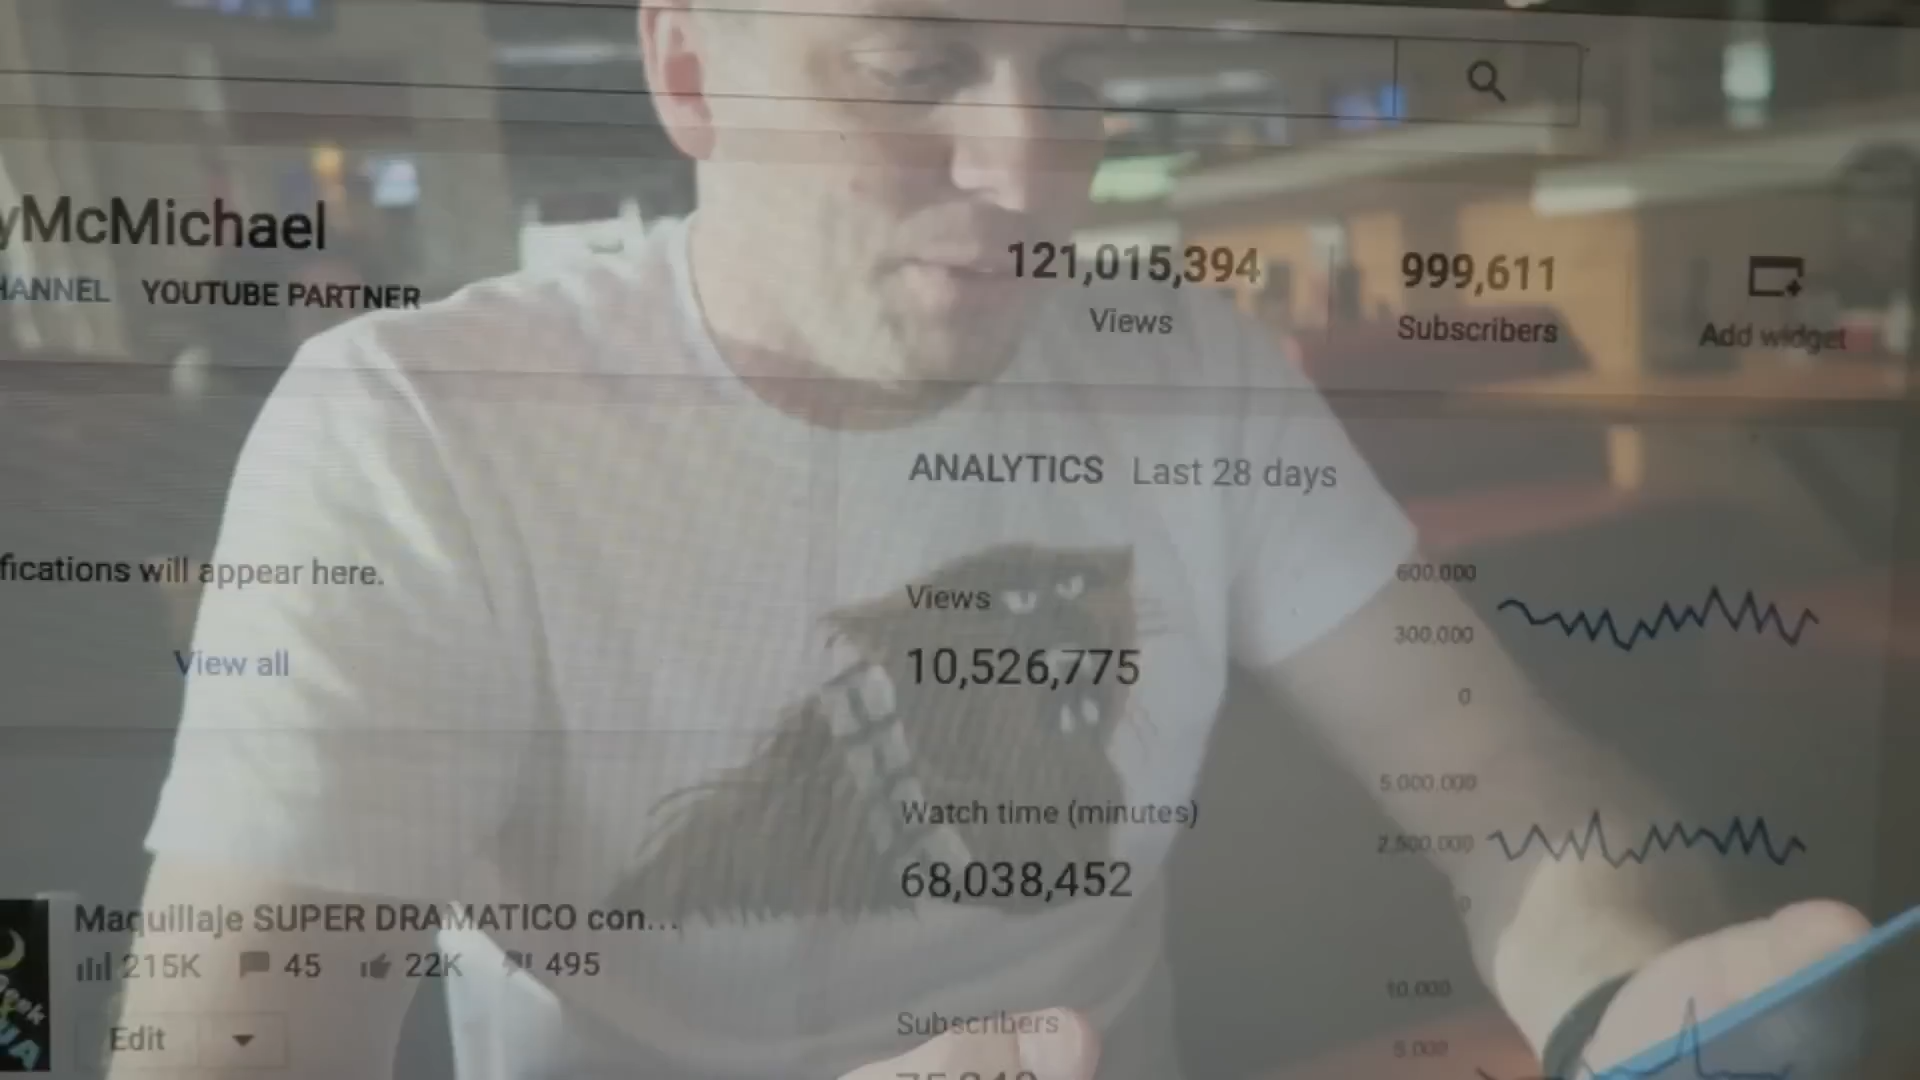 yMcMichael
HANNEL YOUTUBE PARTNER
121,015,394
Views
999,611
Subscribers
Add widget
ANALYTICS Last 28 days
fications will appear here.
View all
Views
10,526,775
600,000
300,000
0
Watch time (minutes)
68,038,452
5,000,000
2,500,000
0
Maquillaje SUPER DRAMATICO con...
215K 45 22K 495
Edit
Subscribers
10,000
5,000